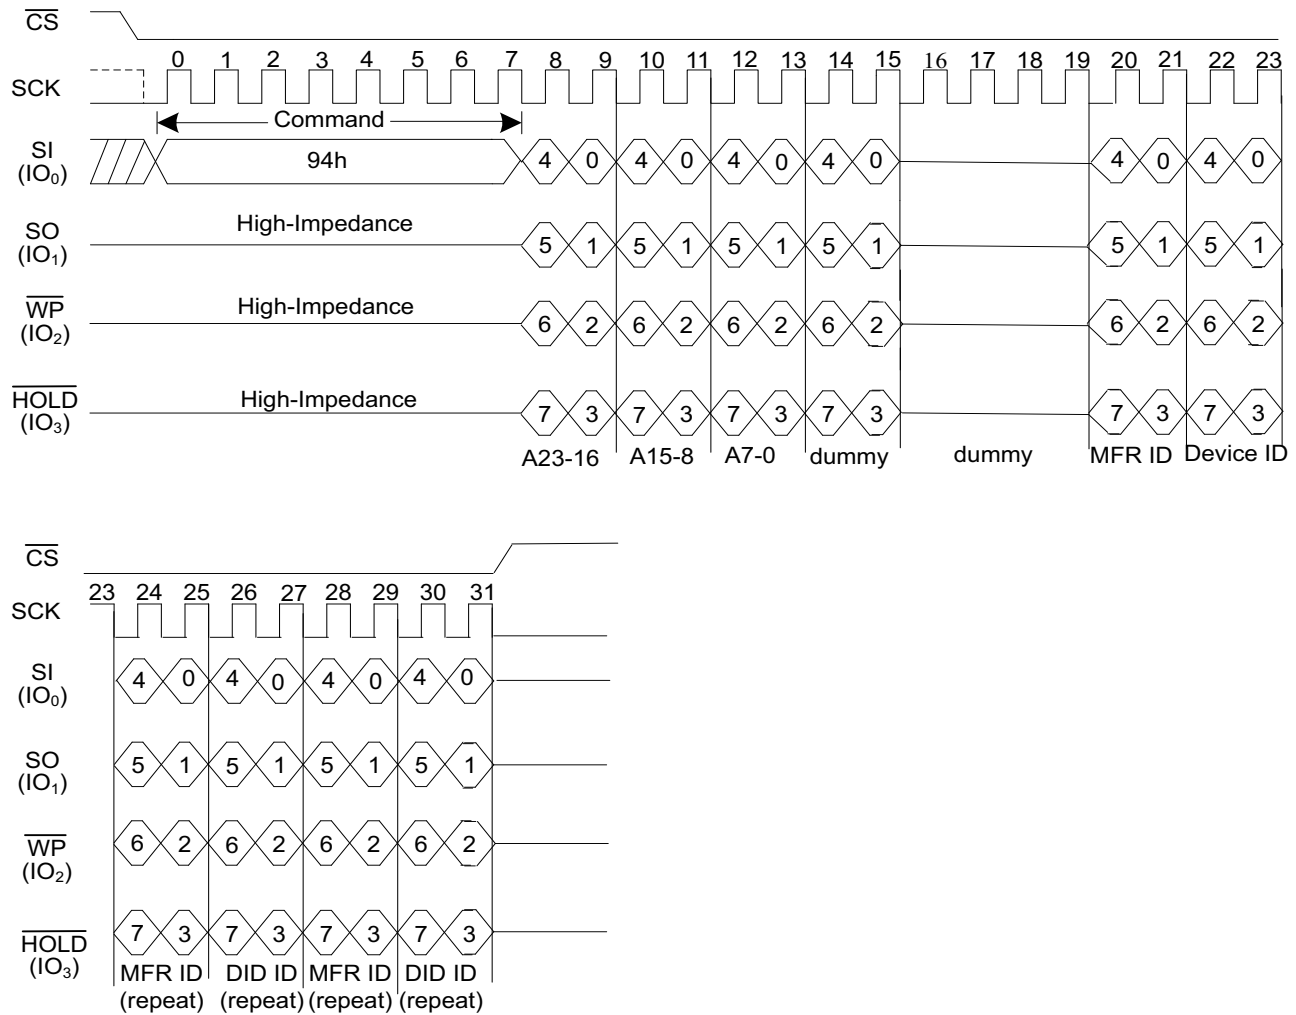 CS
0 1 2 3 4 5 6 7 8 9 10 11 12 13 14 15 16 17 18 19 20 21 22 23
SCK
Command
SI
(IO0)
94h
4 0 4 0 4 0 4 0 4 0 4 0
SO
(IO1)
High-Impedance
5 1 5 1 5 1 5 1 5 1 5 1
WP
(IO2)
High-Impedance
6 2 6 2 6 2 6 2 6 2 6 2
HOLD
(IO3)
High-Impedance
7 3 7 3 7 3 7 3 7 3 7 3
A23-16 A15-8 A7-0 dummy dummy MFR ID Device ID
CS
23 24 25 26 27 28 29 30 31
SCK
SI
(IO0)
4 0 4 0 4 0 4 0
SO
(IO1)
5 1 5 1 5 1 5 1
WP
(IO2)
6 2 6 2 6 2 6 2
HOLD
(IO3)
7 3 7 3 7 3 7 3
MFR ID DID ID MFR ID DID ID
(repeat) (repeat) (repeat) (repeat)